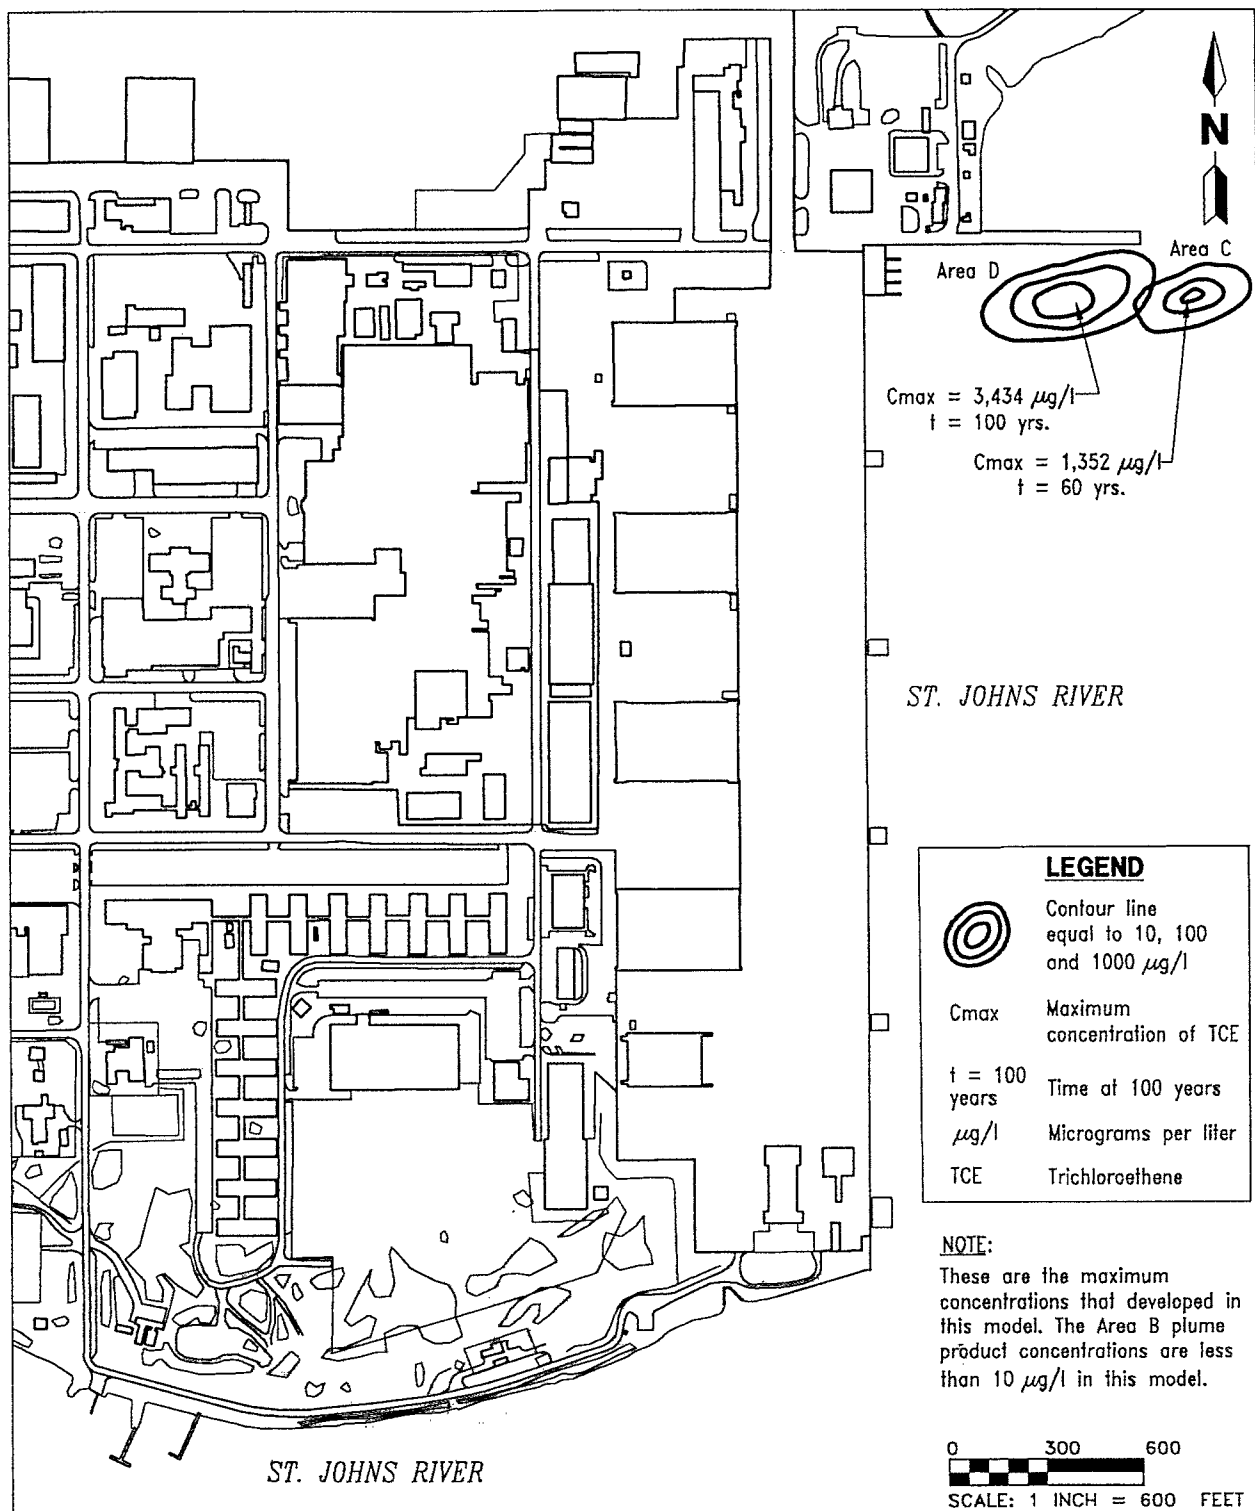 N
Area C
Area D
Cmax = 3,434 µg/l
t = 100 yrs.
Cmax = 1,352 µg/l
t = 60 yrs.
ST. JOHNS RIVER
LEGEND
Contour line
equal to 10, 100
and 1000 µg/l
Cmax
Maximum
concentration of TCE
t = 100
years
Time at 100 years
µg/l
Micrograms per liter
TCE
Trichloroethene
NOTE:
These are the maximum
concentrations that developed in
this model. The Area B plume
product concentrations are less
than 10 µg/l in this model.
0 300 600
SCALE: 1 INCH = 600 FEET
ST. JOHNS RIVER